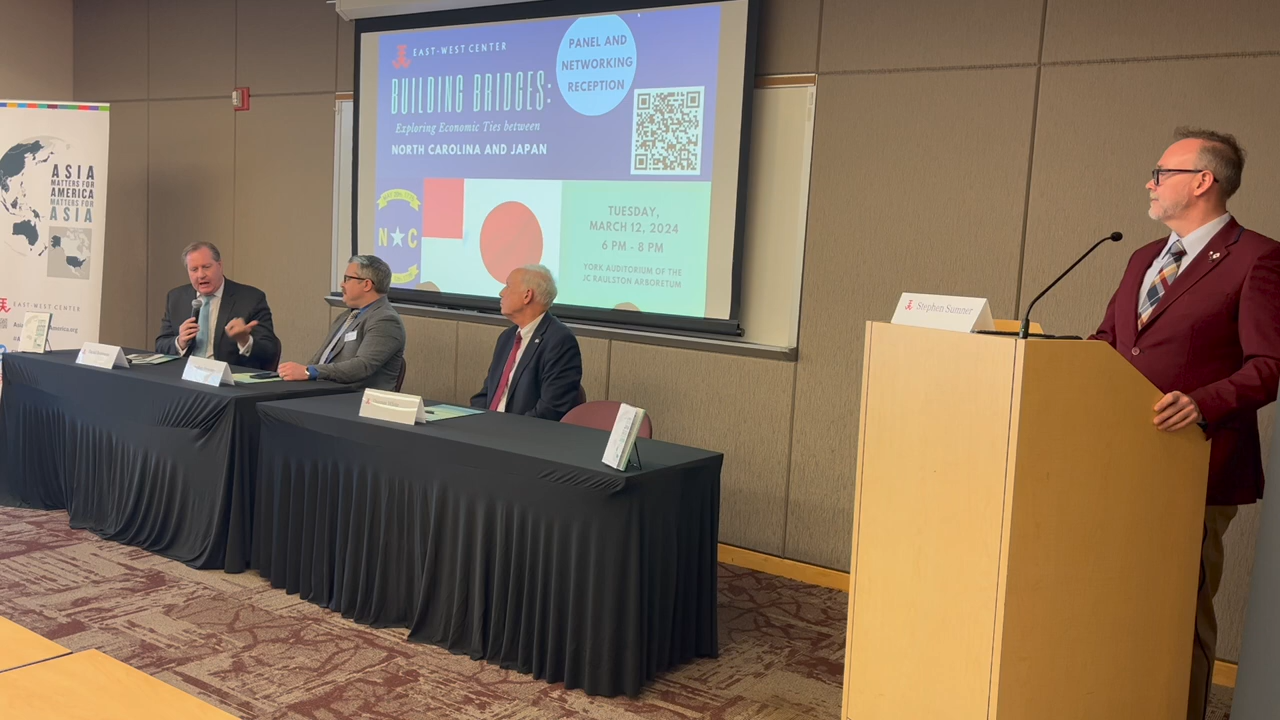 EAST-WEST CENTER
BUILDING BRIDGES:
Exploring Economic Ties between
NORTH CAROLINA AND JAPAN
PANEL AND
NETWORKING
RECEPTION
N C
TUESDAY,
MARCH 12, 2024
6 PM - 8 PM
YORK AUDITORIUM OF THE
JC RAULSTON ARBORETUM
ASIA
MATTERS FOR
AMERICA
MATTERS FOR
ASIA
EAST-WEST CENTER
Stephen Sumner